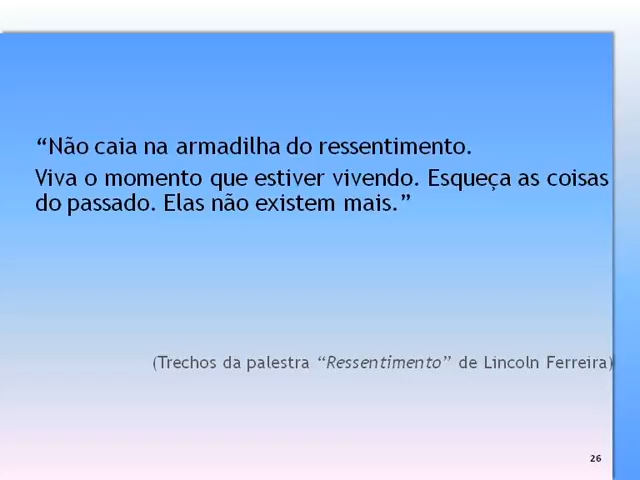 “Não caia na armadilha do ressentimento.
Viva o momento que estiver vivendo. Esqueça as coisas
do passado. Elas não existem mais.”
(Trechos da palestra “Ressentimento” de Lincoln Ferreira)
26